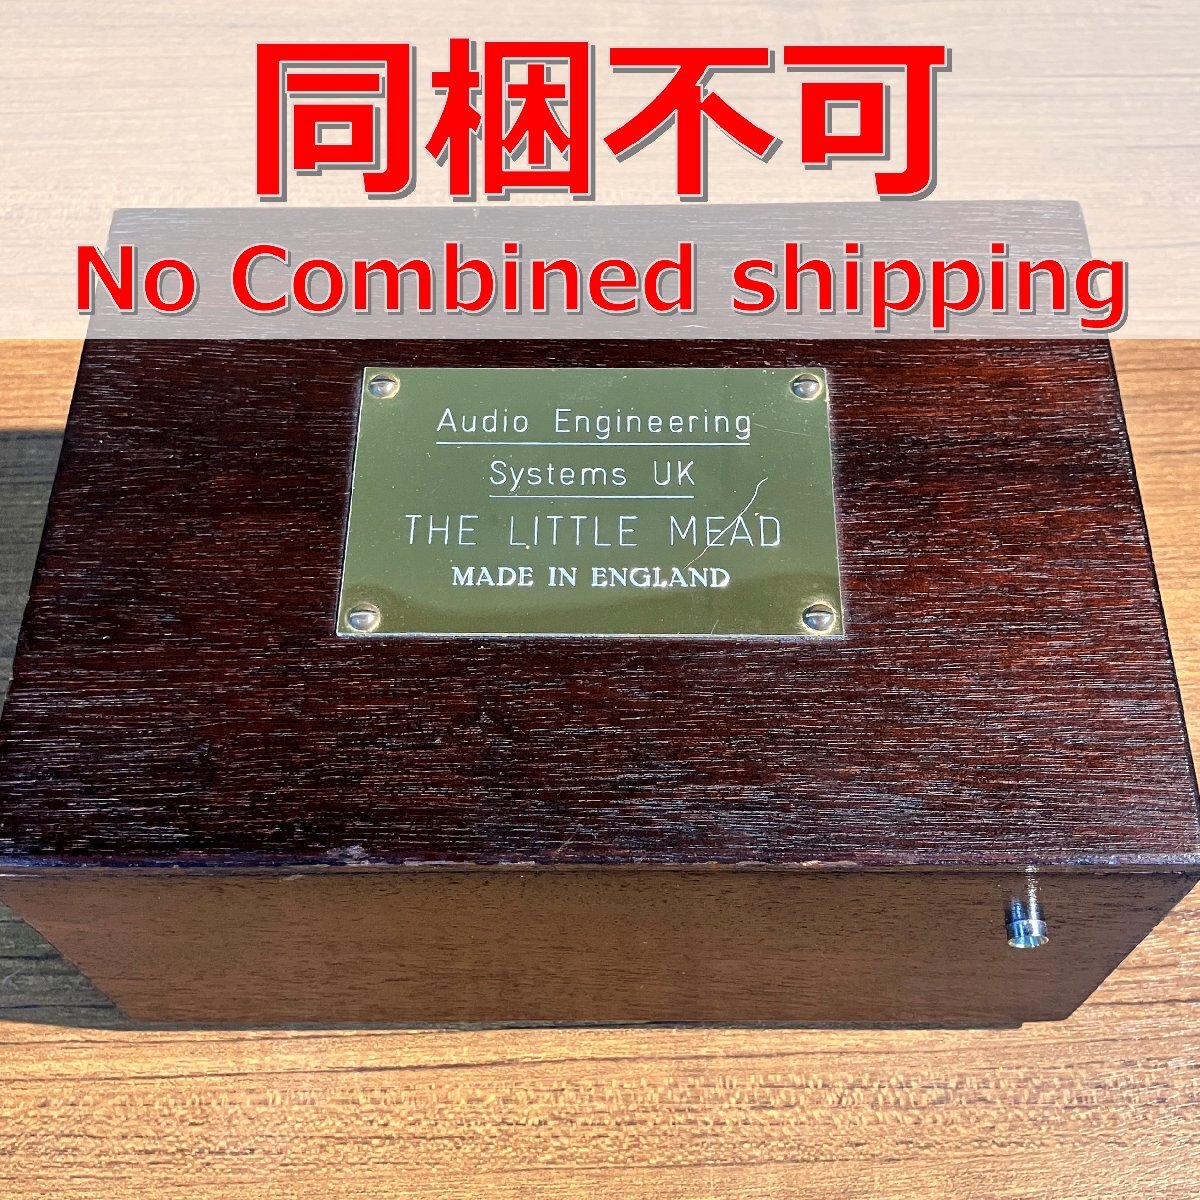 同梱不可
No Combined shipping
Audio Engineering
Systems UK
THE LITTLE MEAD
MADE IN ENGLAND